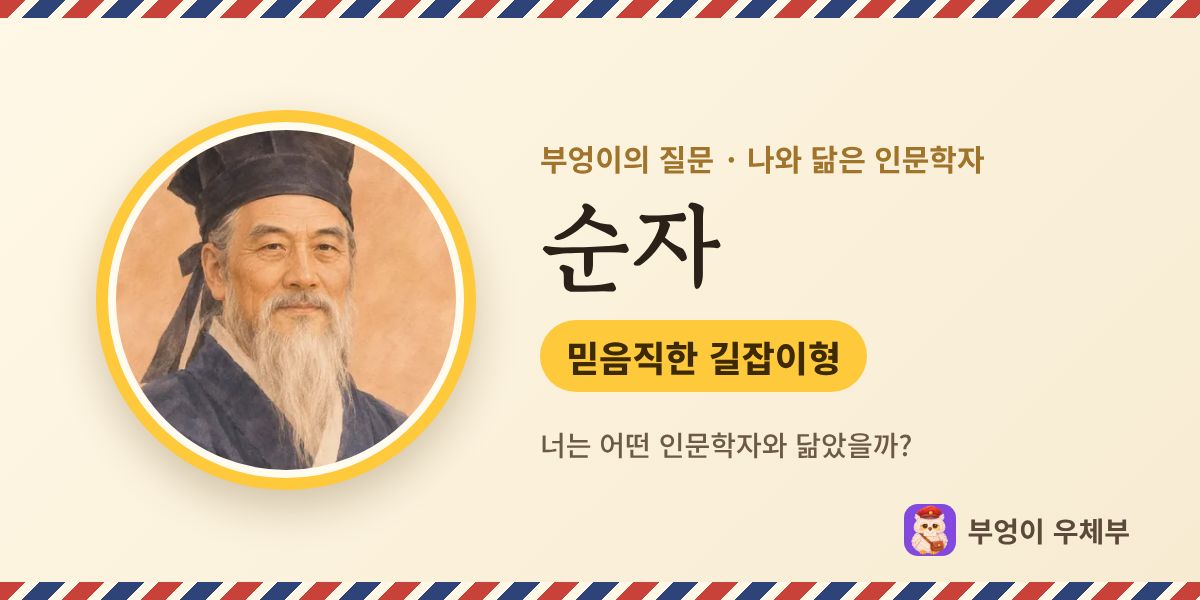 부엉이의 질문 · 나와 닮은 인문학자
순자
믿음직한 길잡이형
너는 어떤 인문학자와 닮았을까?
부엉이 우체부